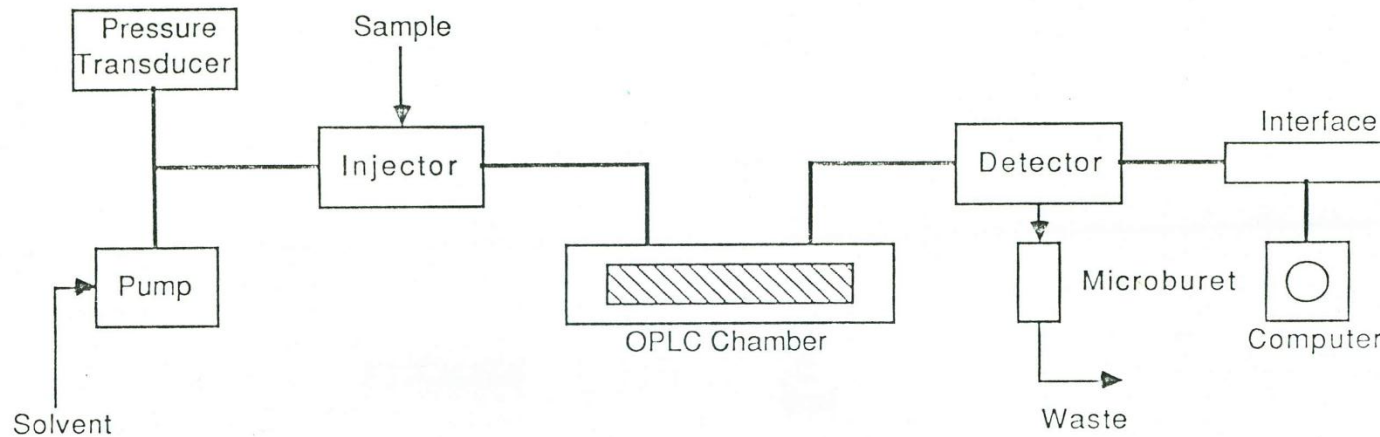 Pressure
Transducer
Sample
Injector
Pump
Solvent
OPLC Chamber
Detector
Interface
Microburet
Waste
Computer